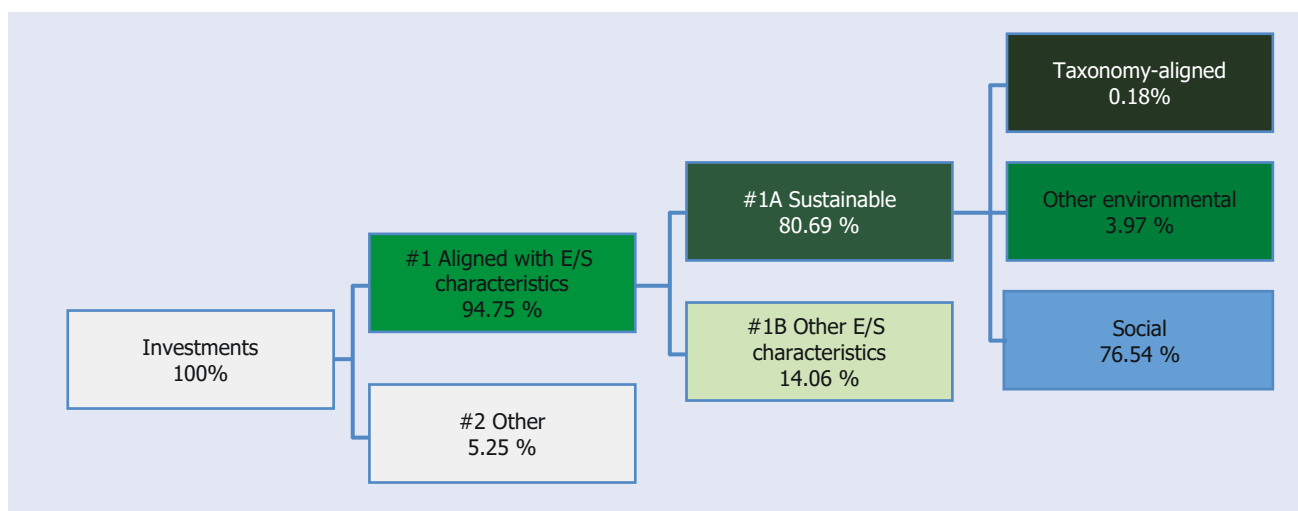 Investments
100%
#1 Aligned with E/S
characteristics
94.75 %
#2 Other
5.25 %
#1A Sustainable
80.69 %
#1B Other E/S
characteristics
14.06 %
Taxonomy-aligned
0.18%
Other environmental
3.97 %
Social
76.54 %